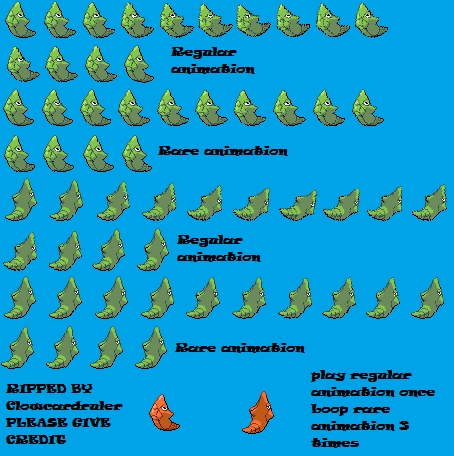 Regular
animation
Rare animation
Regular
animation
Rare animation
RIPPED BY
Clowcardruler
PLEASE GIVE
CREDIT
play regular
animation once
Loop rare
animation 3
times